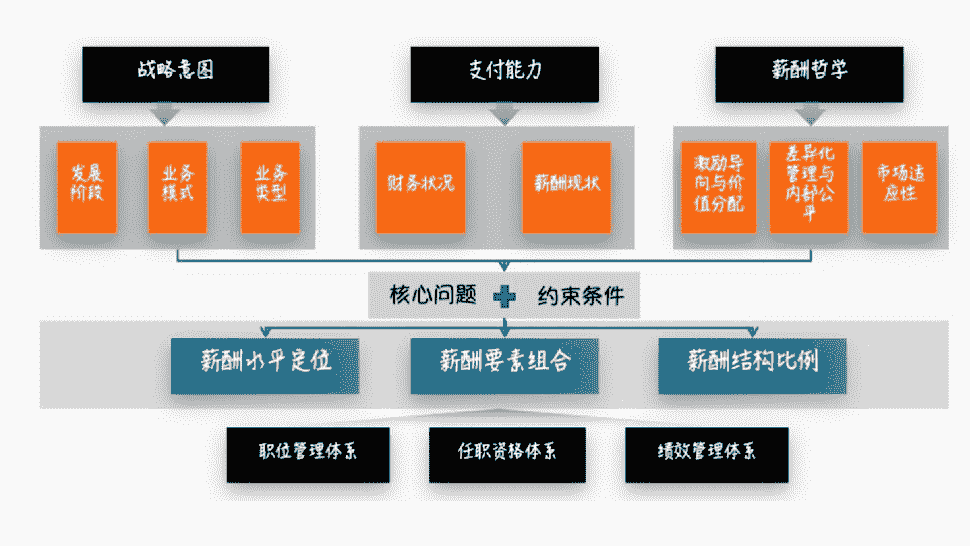 战略意图
支付能力
薪酬哲学
发展
阶段
业务
模式
业务
类型
财务状况
薪酬现状
激励导
向与价
值分配
差异化
管理与
内部公
平
市场适
应性
核心问题
约束条件
薪酬水平定位
薪酬要素组合
薪酬结构比例
职位管理体系
任职资格体系
绩效管理体系